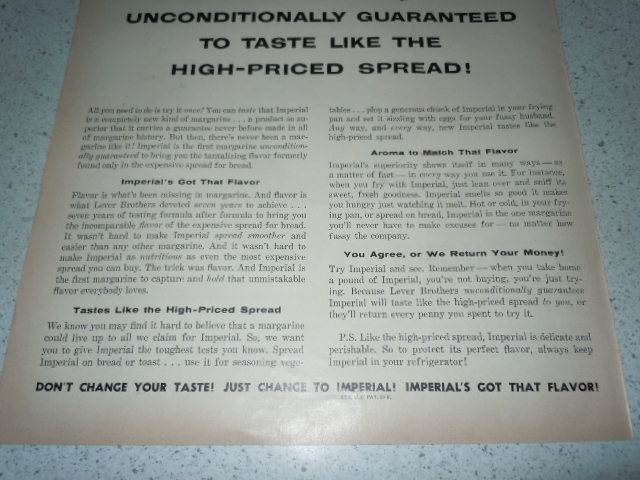 UNCONDITIONALLY GUARANTEED
TO TASTE LIKE THE
HIGH-PRICED SPREAD!
All you need to do is try it once! You can taste that Imperial
is a completely new kind of margarine . . . a product so su-
perior that it carries a guarantee never before made in all
of margarine history. But then, there's never been a mar-
garine like it! Imperial is the first margarine uncondition-
ally guaranteed to bring you the tantalizing flavor formerly
found only in the expensive spread for bread.
Imperial's Got That Flavor
Flavor is what's been missing in margarine. And flavor is
what Lever Brothers devoted seven years to achieve . . .
seven years of testing formula after formula to bring you
the incomparable flavor of the expensive spread for bread.
It wasn't hard to make Imperial spread smoother and
easier than any other margarine. And it wasn't hard to
make Imperial as nutritious as even the most expensive
spread you can buy. The trick was flavor. And Imperial is
the first margarine to capture and hold that unmistakable
flavor everybody loves.
Tastes Like the High-Priced Spread
We know you may find it hard to believe that a margarine
could live up to all we claim for Imperial. So, we want
you to give Imperial the toughest tests you know. Spread
Imperial on bread or toast . . . use it for seasoning vege-
tables . . . plop a generous chunk of Imperial in your frying
pan and set it sizzling with eggs for your fussy husband.
Any way, and every way, new Imperial tastes like the
high-priced spread.
Aroma to Match That Flavor
Imperial's superiority shows itself in many ways — as
a matter of fact — in every way you use it. For instance,
when you fry with Imperial, just lean over and sniff its
sweet, fresh goodness. Imperial smells so good it makes
you hungry just watching it melt. Hot or cold, in your fry-
ing pan, or spread on bread, Imperial is the one margarine
you'll never have to make excuses for — no matter how
fussy the company.
You Agree, or We Return Your Money!
Try Imperial and see. Remember — when you take home
a pound of Imperial, you're not buying, you're just try-
ing. Because Lever Brothers unconditionally guarantees
Imperial will taste like the high-priced spread to you, or
they'll return every penny you spent to try it.
P.S. Like the high-priced spread, Imperial is delicate and
perishable. So to protect its perfect flavor, always keep
Imperial in your refrigerator!
DON'T CHANGE YOUR TASTE! JUST CHANGE TO IMPERIAL! IMPERIAL'S GOT THAT FLAVOR!